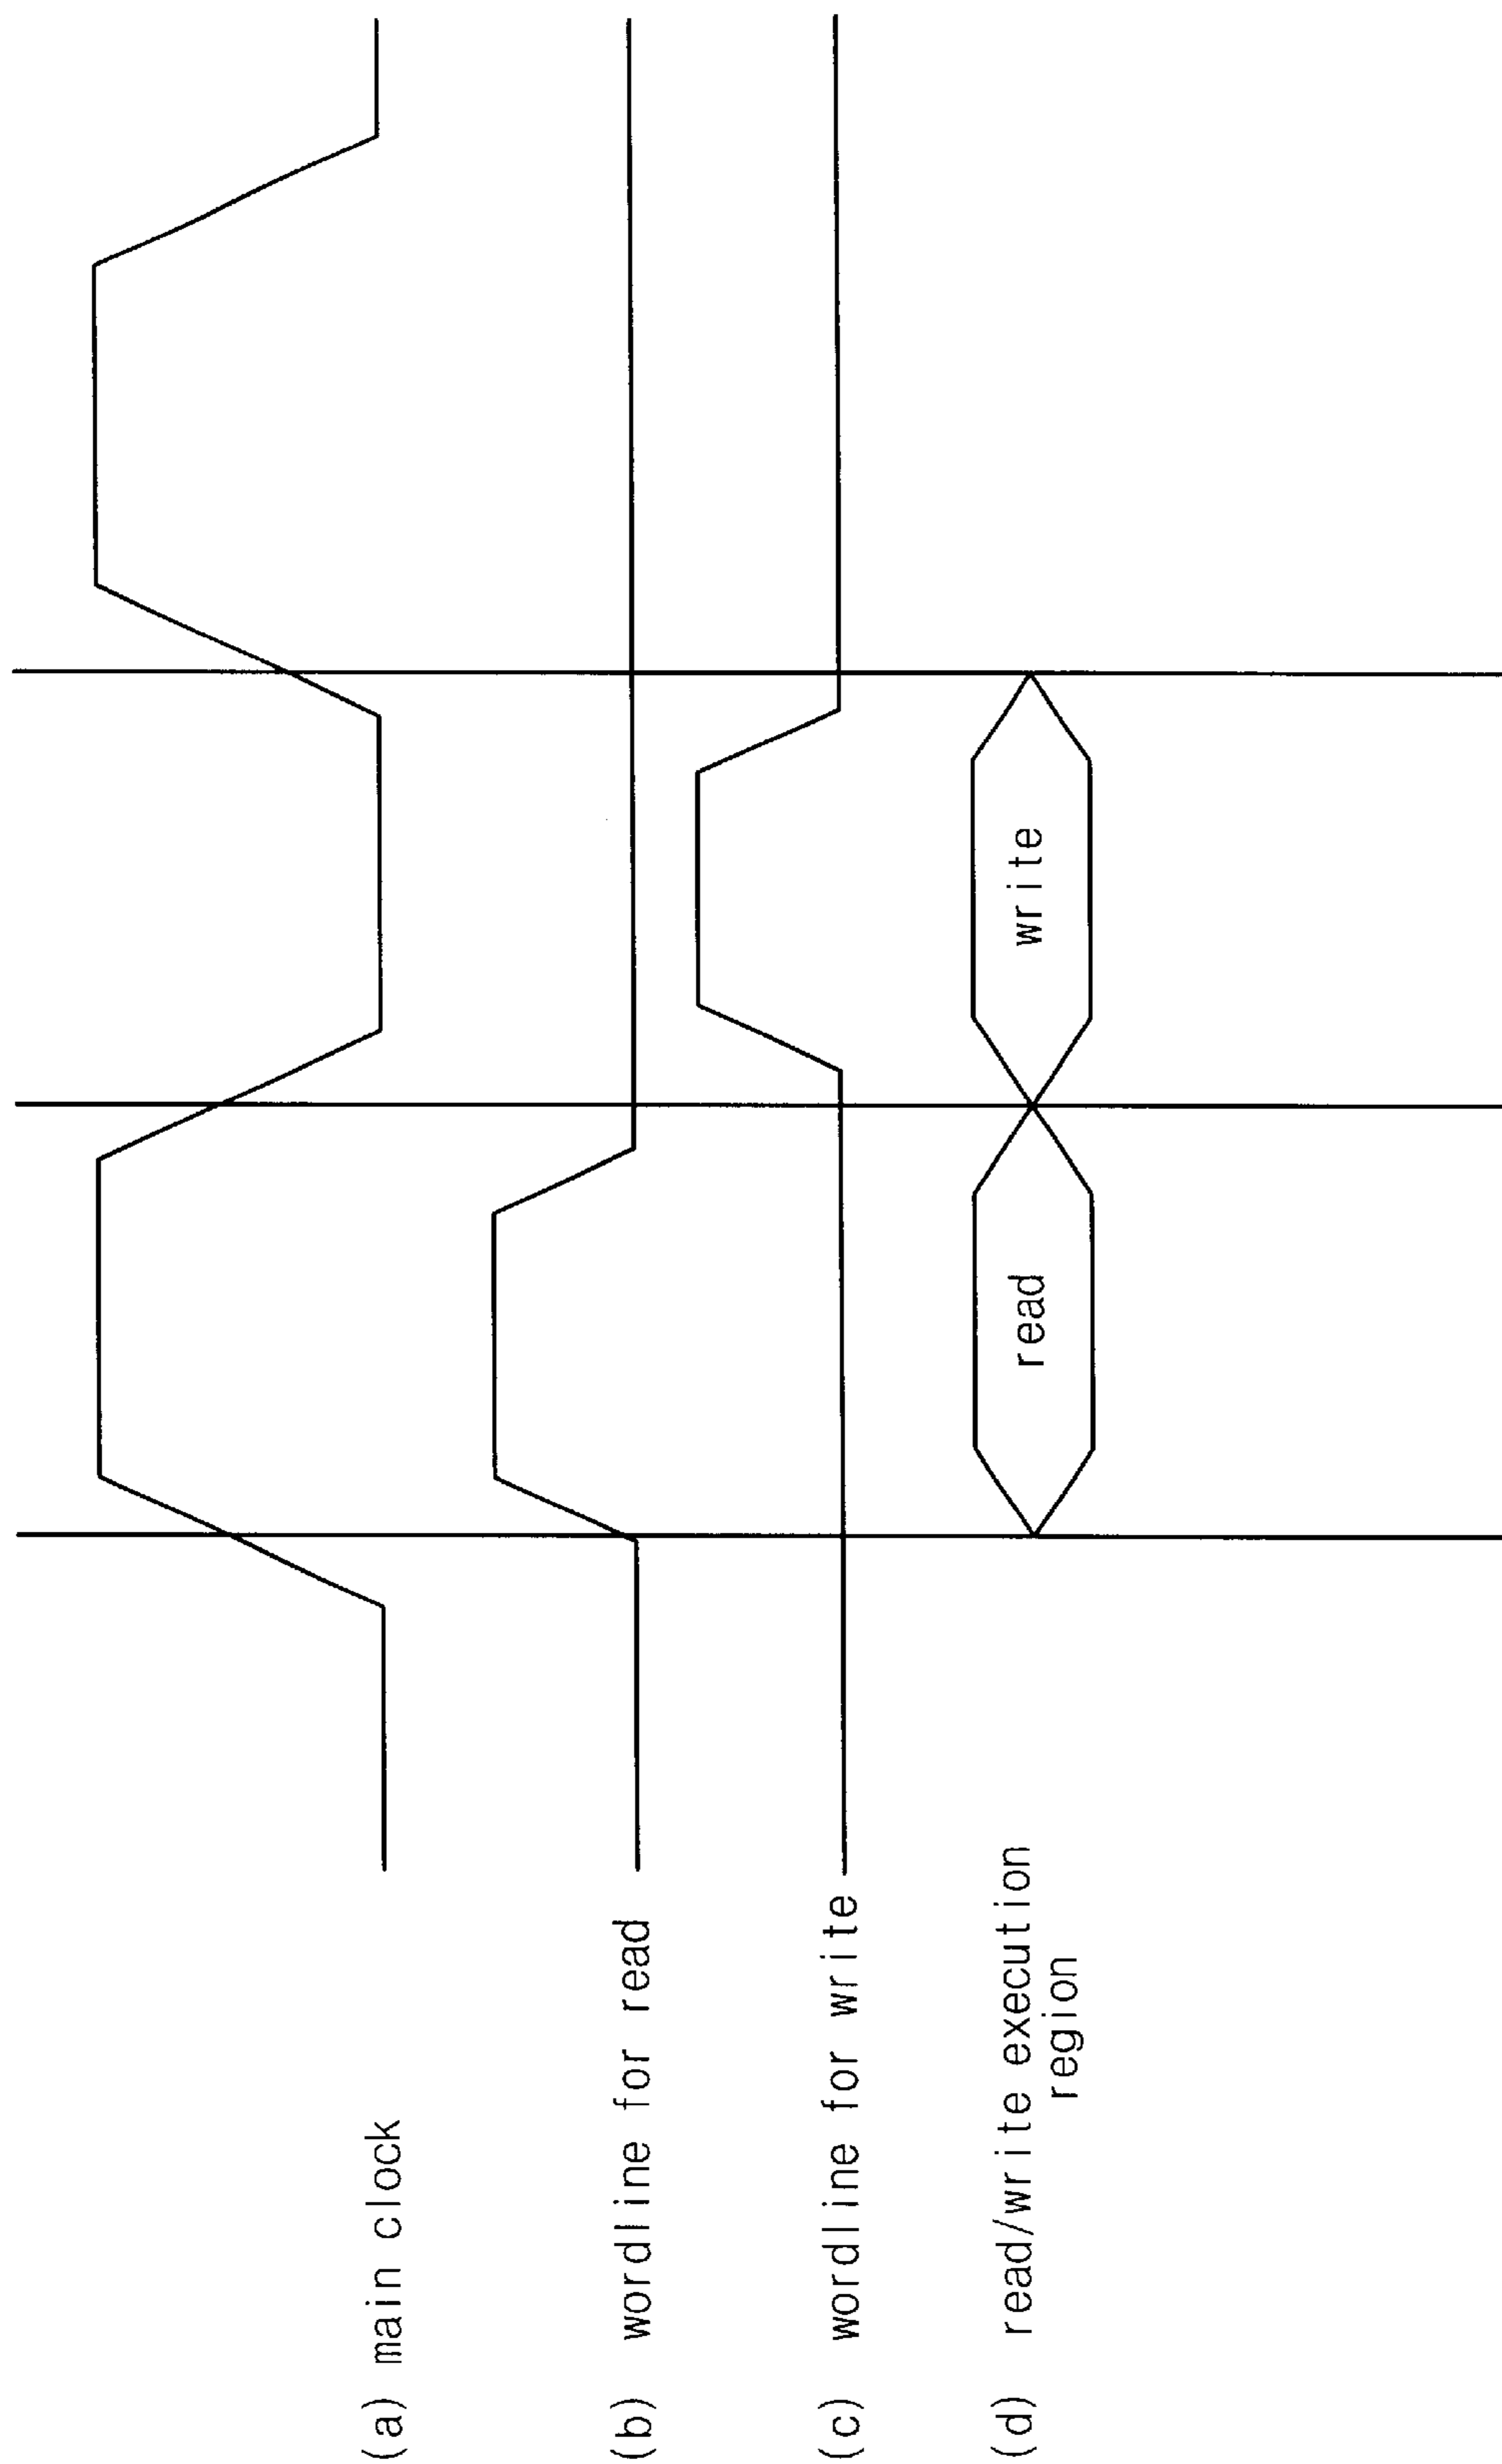 (a) main clock
(b) wordline for read
(c) wordline for write
read write
(d) read/write execution
region